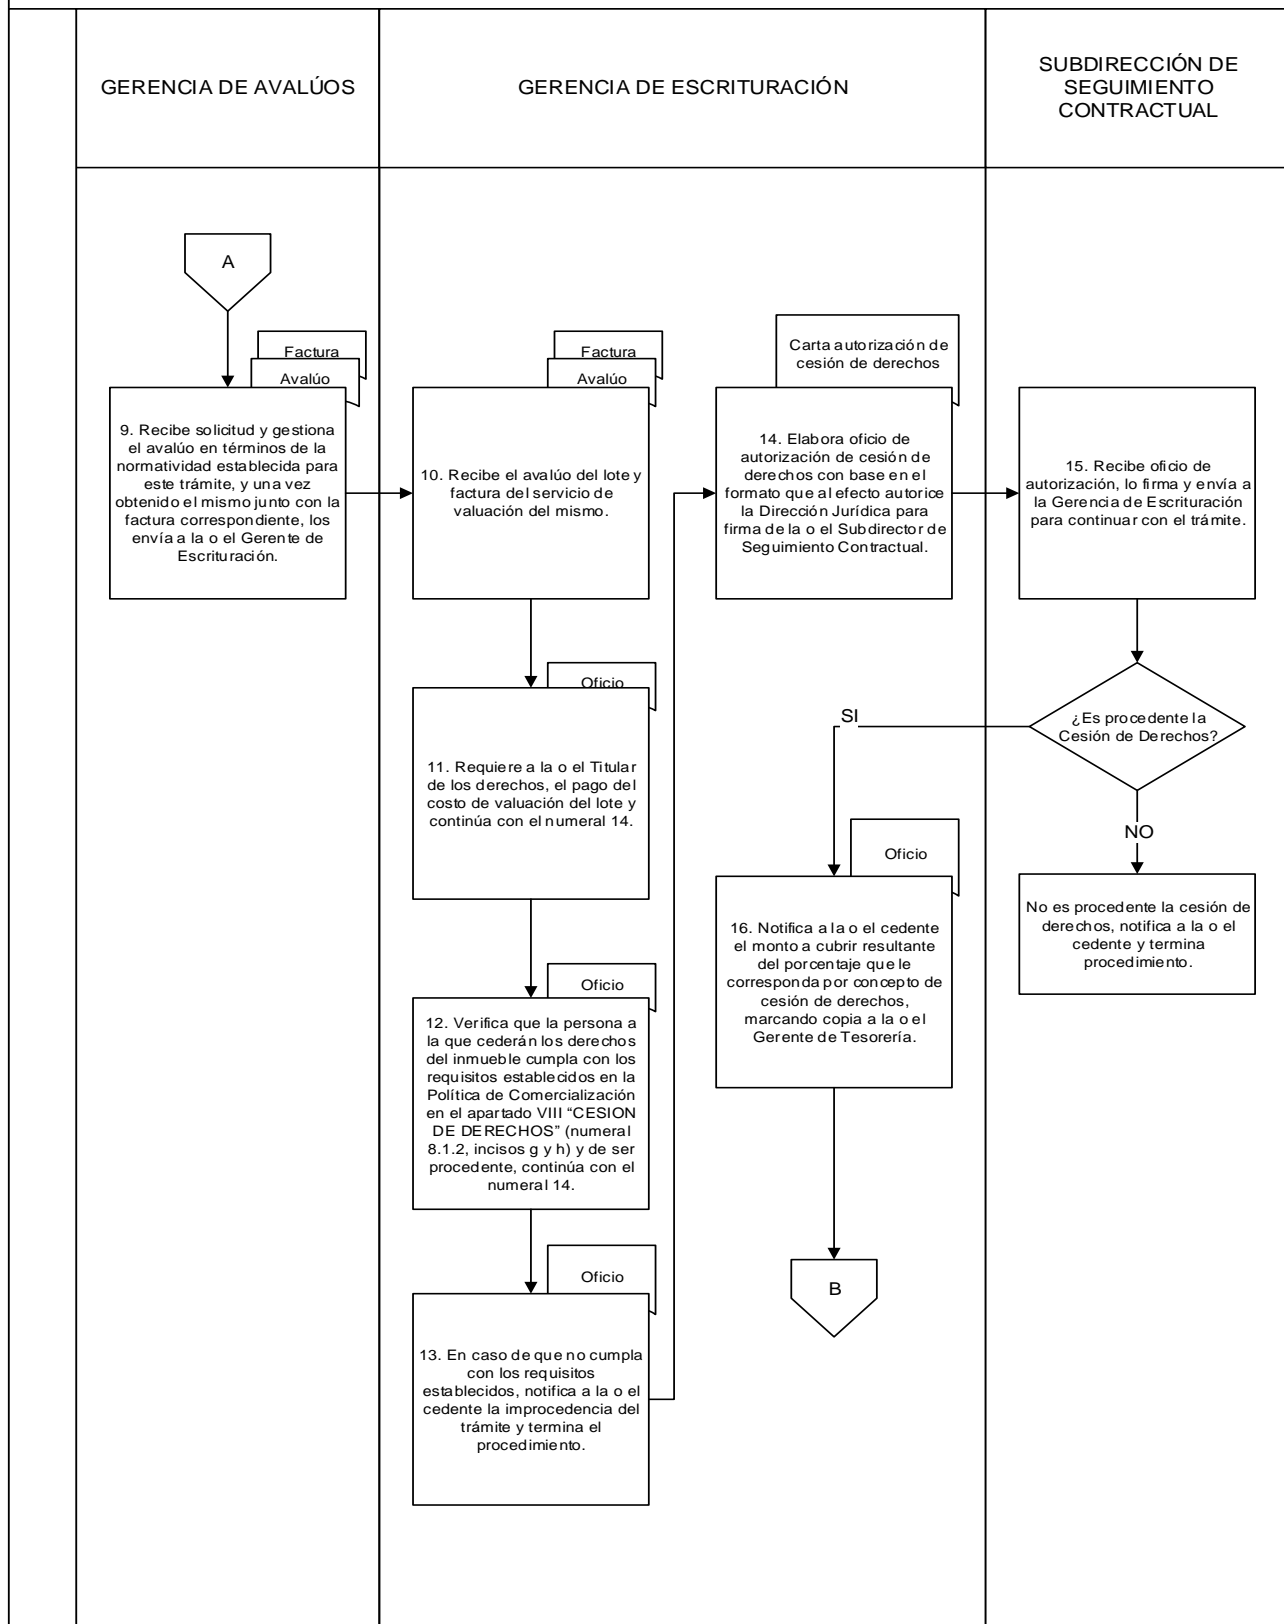 GERENCIA DE AVALÚOS
GERENCIA DE ESCRITURACIÓN
SUBDIRECCIÓN DE
SEGUIMIENTO
CONTRACTUAL
A
Factura
Avalúo
9. Recibe solicitud y gestiona
el avalúo en términos de la
normatividad establecida para
este trámite, y una vez
obtenido el mismo junto con la
factura correspondiente, los
envía a la o el Gerente de
Escrituración.
Factura
Avalúo
10. Recibe el avalúo del lote y
factura del servicio de
valuación del mismo.
Oficio
11. Requiere a la o el Titular
de los derechos, el pago del
costo de valuación del lote y
continúa con el numeral 14.
Oficio
12. Verifica que la persona a
la que cederán los derechos
del inmueble cumpla con los
requisitos establecidos en la
Política de Comercialización
en el apartado VIII “CESION
DE DERECHOS” (numeral
8.1.2, incisos g y h) y de ser
procedente, continúa con el
numeral 14.
Oficio
13. En caso de que no cumpla
con los requisitos
establecidos, notifica a la o el
cedente la improcedencia del
trámite y termina el
procedimiento.
Carta autorización de
cesión de derechos
14. Elabora oficio de
autorización de cesión de
derechos con base en el
formato que al efecto autorice
la Dirección Jurídica para
firma de la o el Subdirector de
Seguimiento Contractual.
15. Recibe oficio de
autorización, lo firma y envía a
la Gerencia de Escrituración
para continuar con el trámite.
¿Es procedente la
Cesión de Derechos?
SI
NO
No es procedente la cesión de
derechos, notifica a la o el
cedente y termina
procedimiento.
Oficio
16. Notifica a la o el cedente
el monto a cubrir resultante
del porcentaje que le
corresponda por concepto de
cesión de derechos,
marcando copia a la o el
Gerente de Tesorería.
B